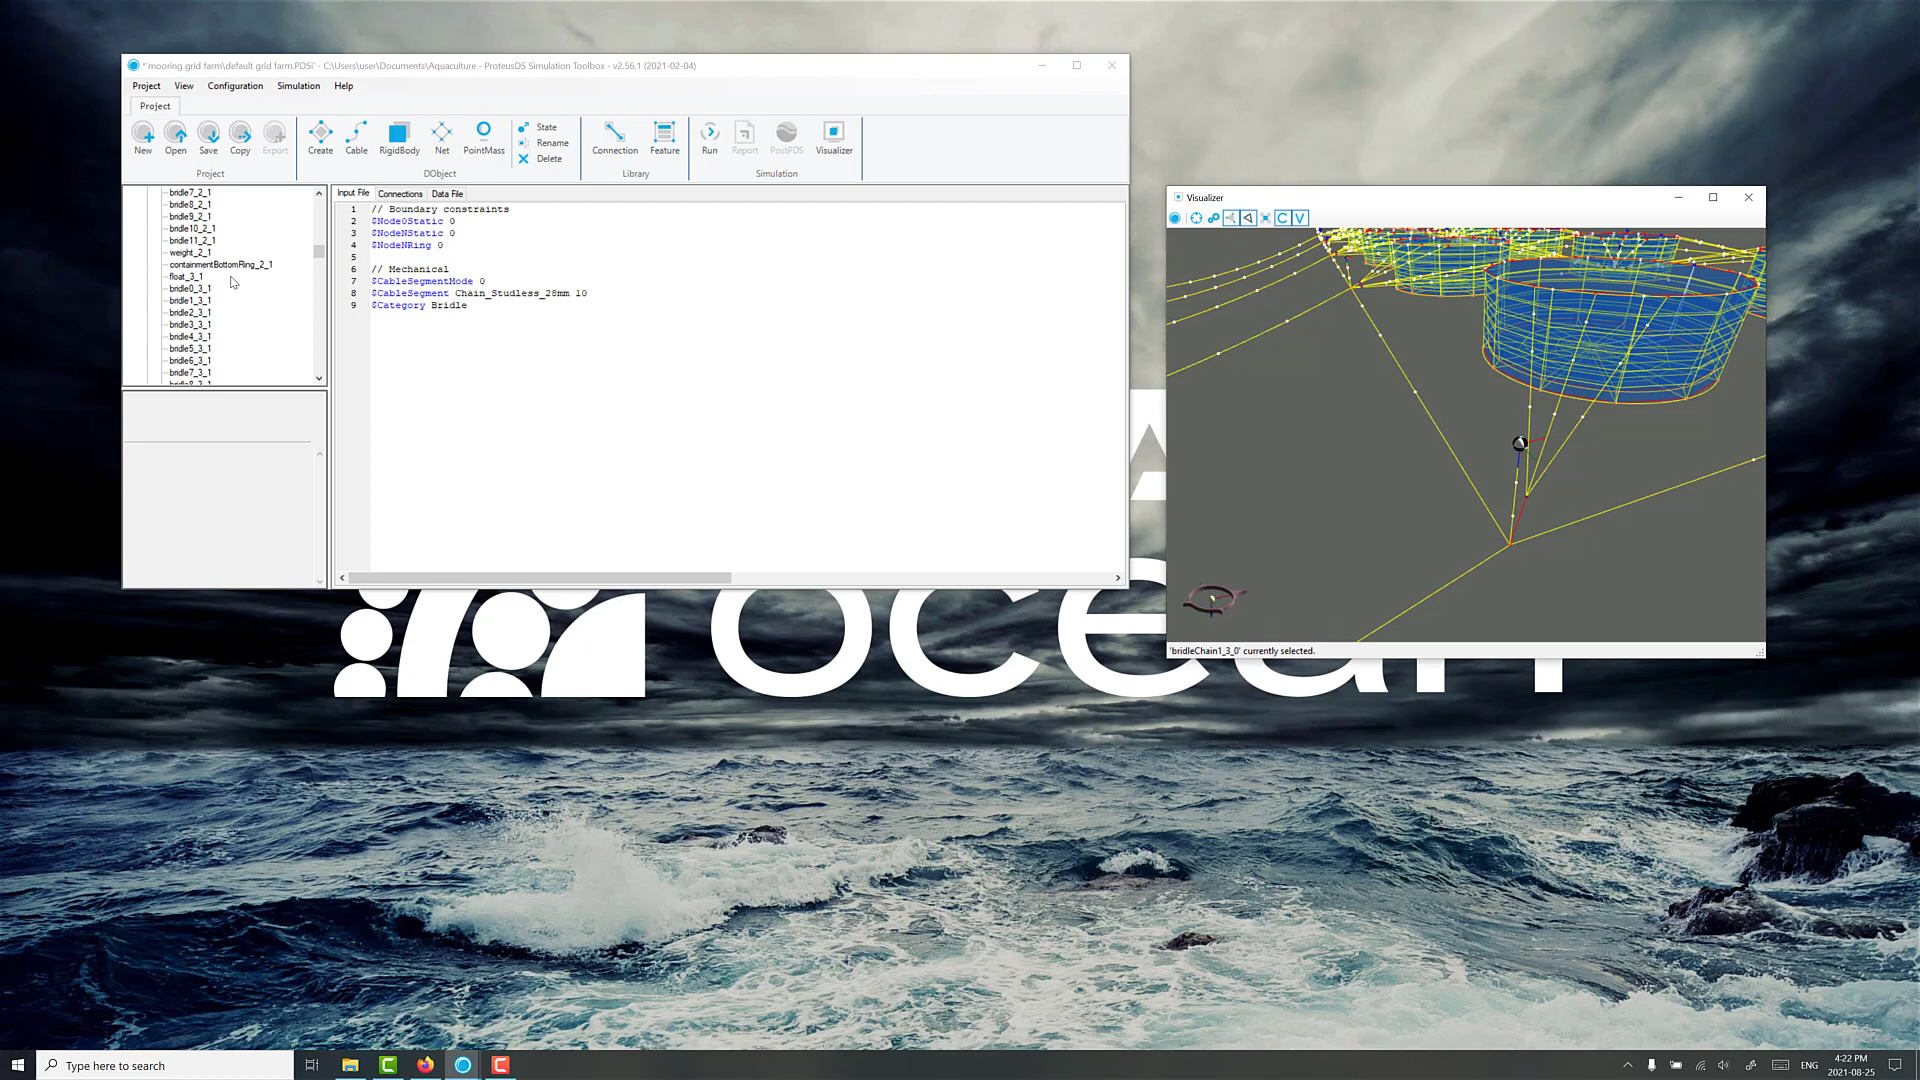 *'mooring grid farm\default grid farm.PDSi' - C:\Users\user\Documents\Aquaculture - ProteusDS Simulation Toolbox - v2.56.1 (2021-02-04)
Project View Configuration Simulation Help
Project
New Open Save Copy Export
Create Cable RigidBody Net PointMass
State
Rename
Delete
Connection Feature
Run Report PostPDS Visualizer
Project DObject Library Simulation
bridle7_2_1
bridle8_2_1
bridle9_2_1
bridle10_2_1
bridle11_2_1
weight_2_1
containmentBottomRing_2_1
float_3_1
bridle0_3_1
bridle1_3_1
bridle2_3_1
bridle3_3_1
bridle4_3_1
bridle5_3_1
bridle6_3_1
bridle7_3_1
bridle8_3_1
Input File Connections Data File
1 // Boundary constraints
2 $Node0Static 0
3 $NodeNStatic 0
4 $NodeNRing 0
5
6 // Mechanical
7 $CableSegmentMode 0
8 $CableSegment Chain_Studless_28mm 10
9 $Category Bridle
Visualizer
C V
'bridleChain1_3_0' currently selected.
ocean
Type here to search
ENG
4:22 PM
2021-08-25